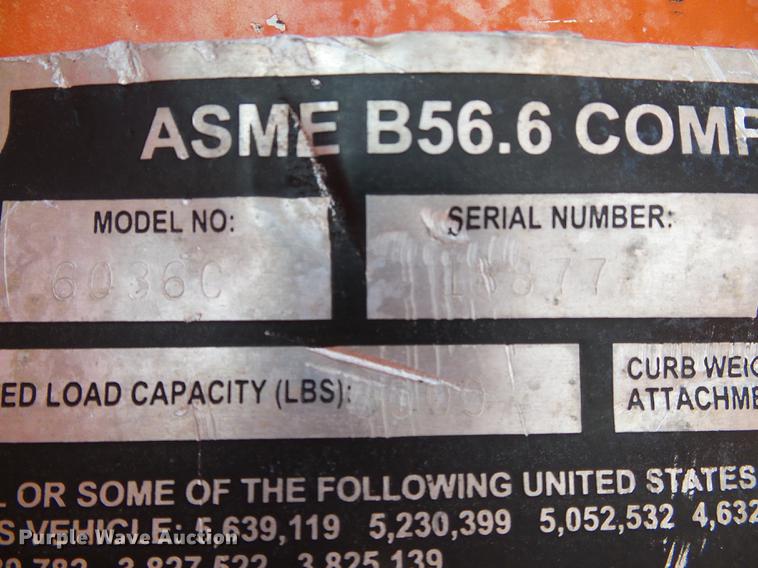 ASME B56.6 COMP
MODEL NO: SERIAL NUMBER:
6036C
ED LOAD CAPACITY (LBS):
CURB WEIG
ATTACHME
L OR SOME OF THE FOLLOWING UNITED STATES
S VEHICLE: 5,639,119 5,230,399 5,052,532 4,632
3,827,522 3,825,139
Purple Wave Auction